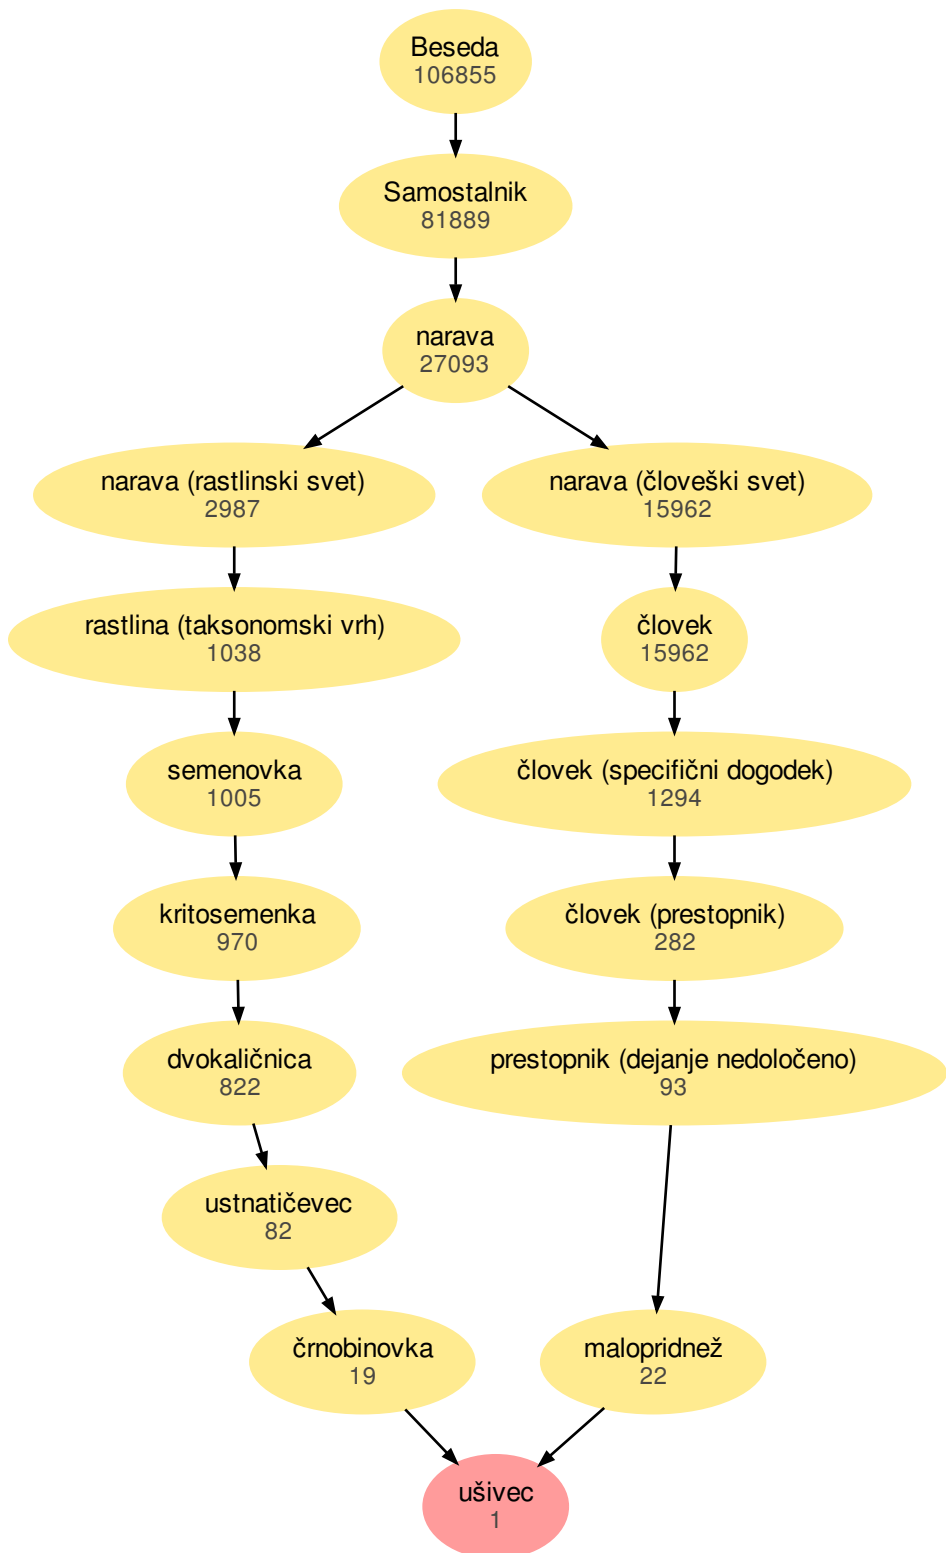 Beseda
106855
Samostalnik
81889
narava
27093
narava (rastlinski svet)
2987
narava (človeški svet)
15962
rastlina (taksonomski vrh)
1038
človek
15962
semenovka
1005
človek (specifični dogodek)
1294
kritosemenka
970
človek (prestopnik)
282
dvokaličnica
822
prestopnik (dejanje nedoločeno)
93
ustnatičevec
82
črnobinovka
19
malopridnež
22
ušivec
1